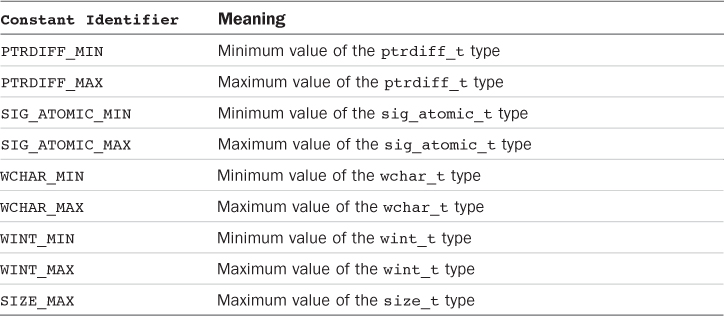 Constant Identifier Meaning
PTRDIFF_MIN Minimum value of the ptrdiff_t type
PTRDIFF_MAX Maximum value of the ptrdiff_t type
SIG_ATOMIC_MIN Minimum value of the sig_atomic_t type
SIG_ATOMIC_MAX Maximum value of the sig_atomic_t type
WCHAR_MIN Minimum value of the wchar_t type
WCHAR_MAX Maximum value of the wchar_t type
WINT_MIN Minimum value of the wint_t type
WINT_MAX Maximum value of the wint_t type
SIZE_MAX Maximum value of the size_t type